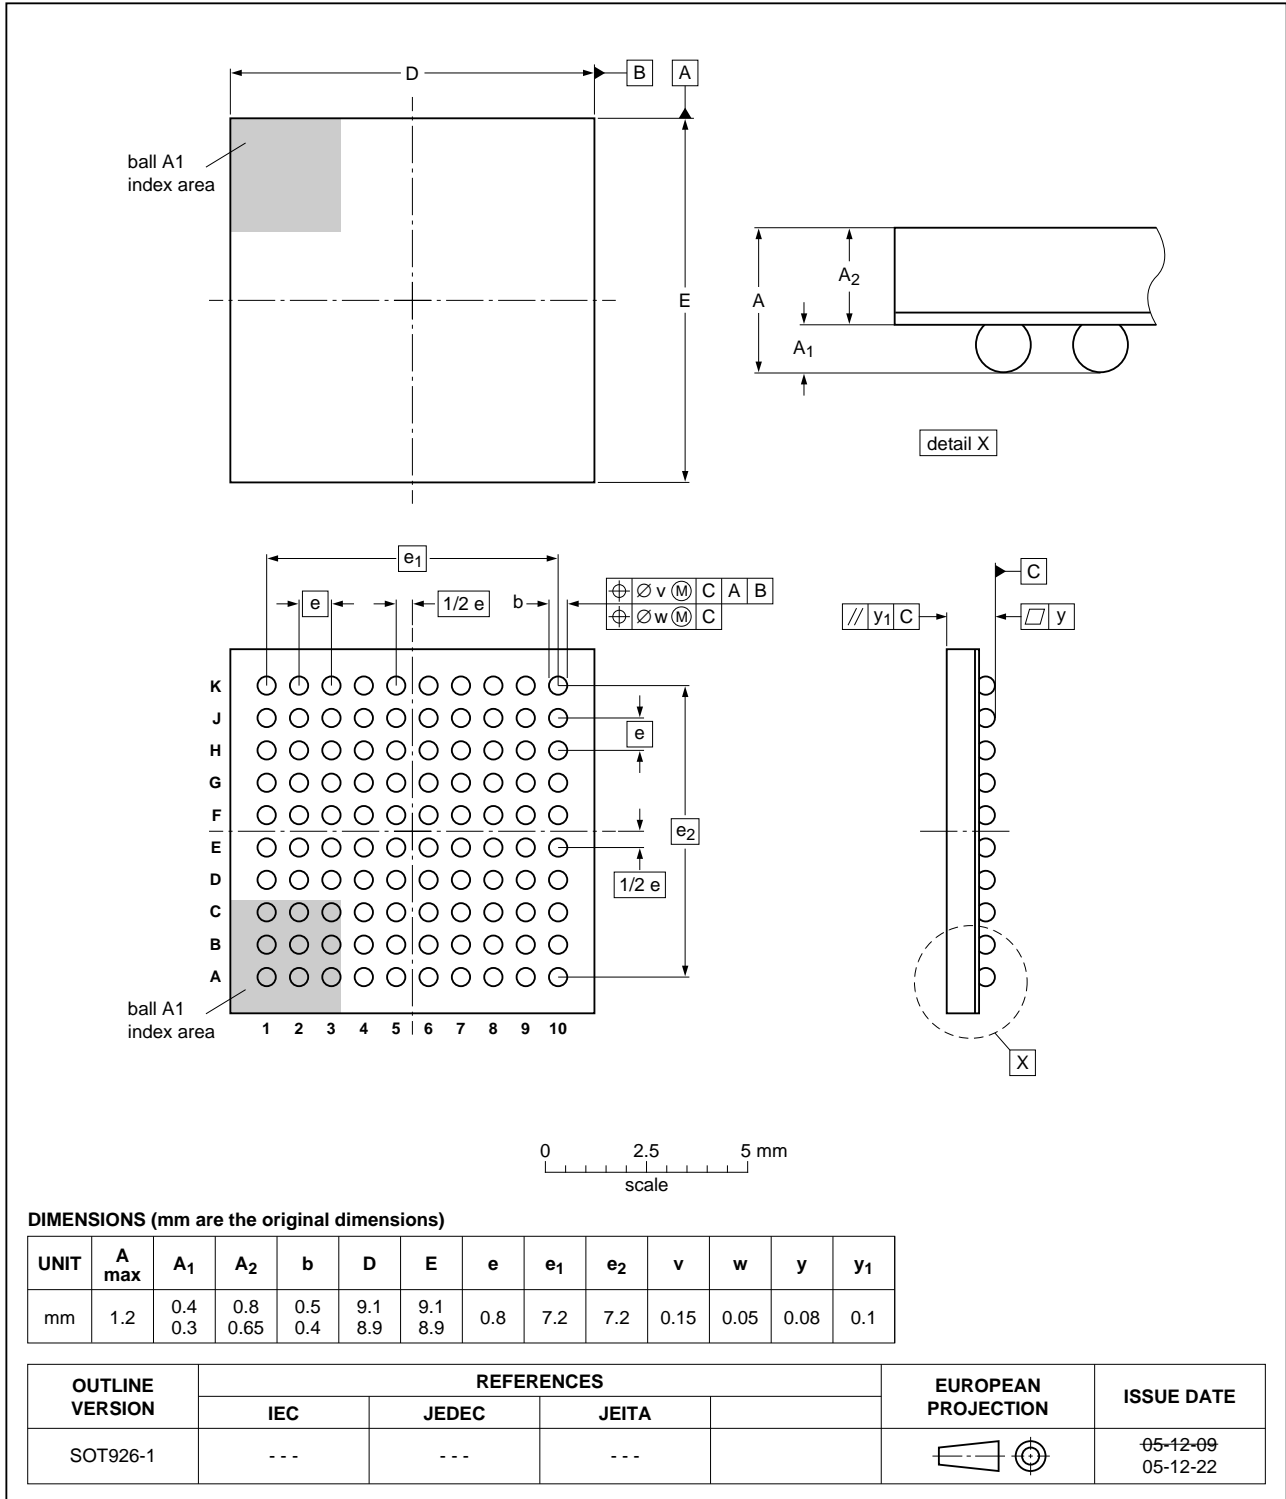 D
B
A
ball A1
index area
E
A
A2
A1
detail X
e1
e
1/2 e
b
⌖ Ø v Ⓜ C A B
⌖ Ø w Ⓜ C
C
// y1 C
▱ y
K
J
H
G
F
E
D
C
B
A
e
e2
1/2 e
ball A1
index area
1 2 3 4 5 6 7 8 9 10
X
0 2.5 5 mm
scale
DIMENSIONS (mm are the original dimensions)
UNIT A max A1 A2 b D E e e1 e2 v w y y1
mm 1.2 0.4 0.3 0.8 0.65 0.5 0.4 9.1 8.9 9.1 8.9 0.8 7.2 7.2 0.15 0.05 0.08 0.1
OUTLINE VERSION REFERENCES EUROPEAN PROJECTION ISSUE DATE
IEC JEDEC JEITA
SOT926-1 - - - - - - - - - 05-12-09
05-12-22